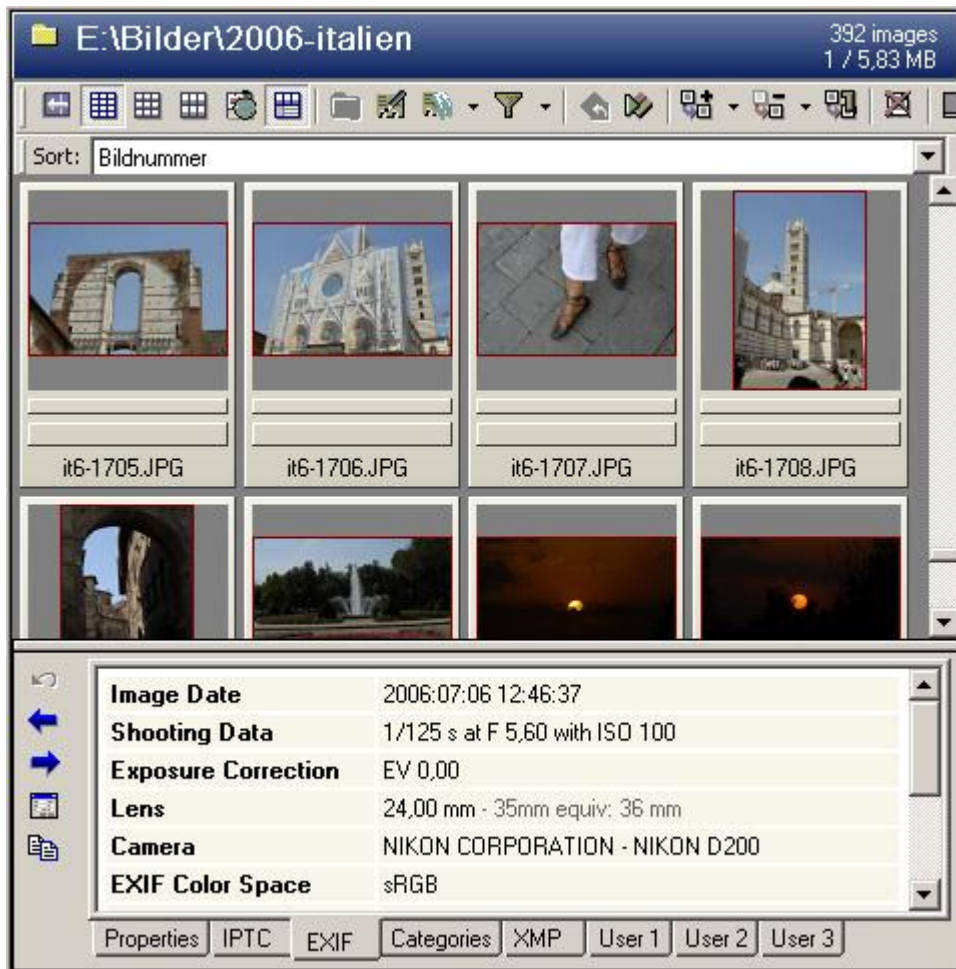 E:\Bilder\2006-italien
392 images
1 / 5,83 MB
Sort: Bildnummer
it6-1705.JPG it6-1706.JPG it6-1707.JPG it6-1708.JPG
Image Date 2006:07:06 12:46:37
Shooting Data 1/125 s at F 5,60 with ISO 100
Exposure Correction EV 0,00
Lens 24,00 mm - 35mm equiv: 36 mm
Camera NIKON CORPORATION - NIKON D200
EXIF Color Space sRGB
Properties IPTC EXIF Categories XMP User 1 User 2 User 3